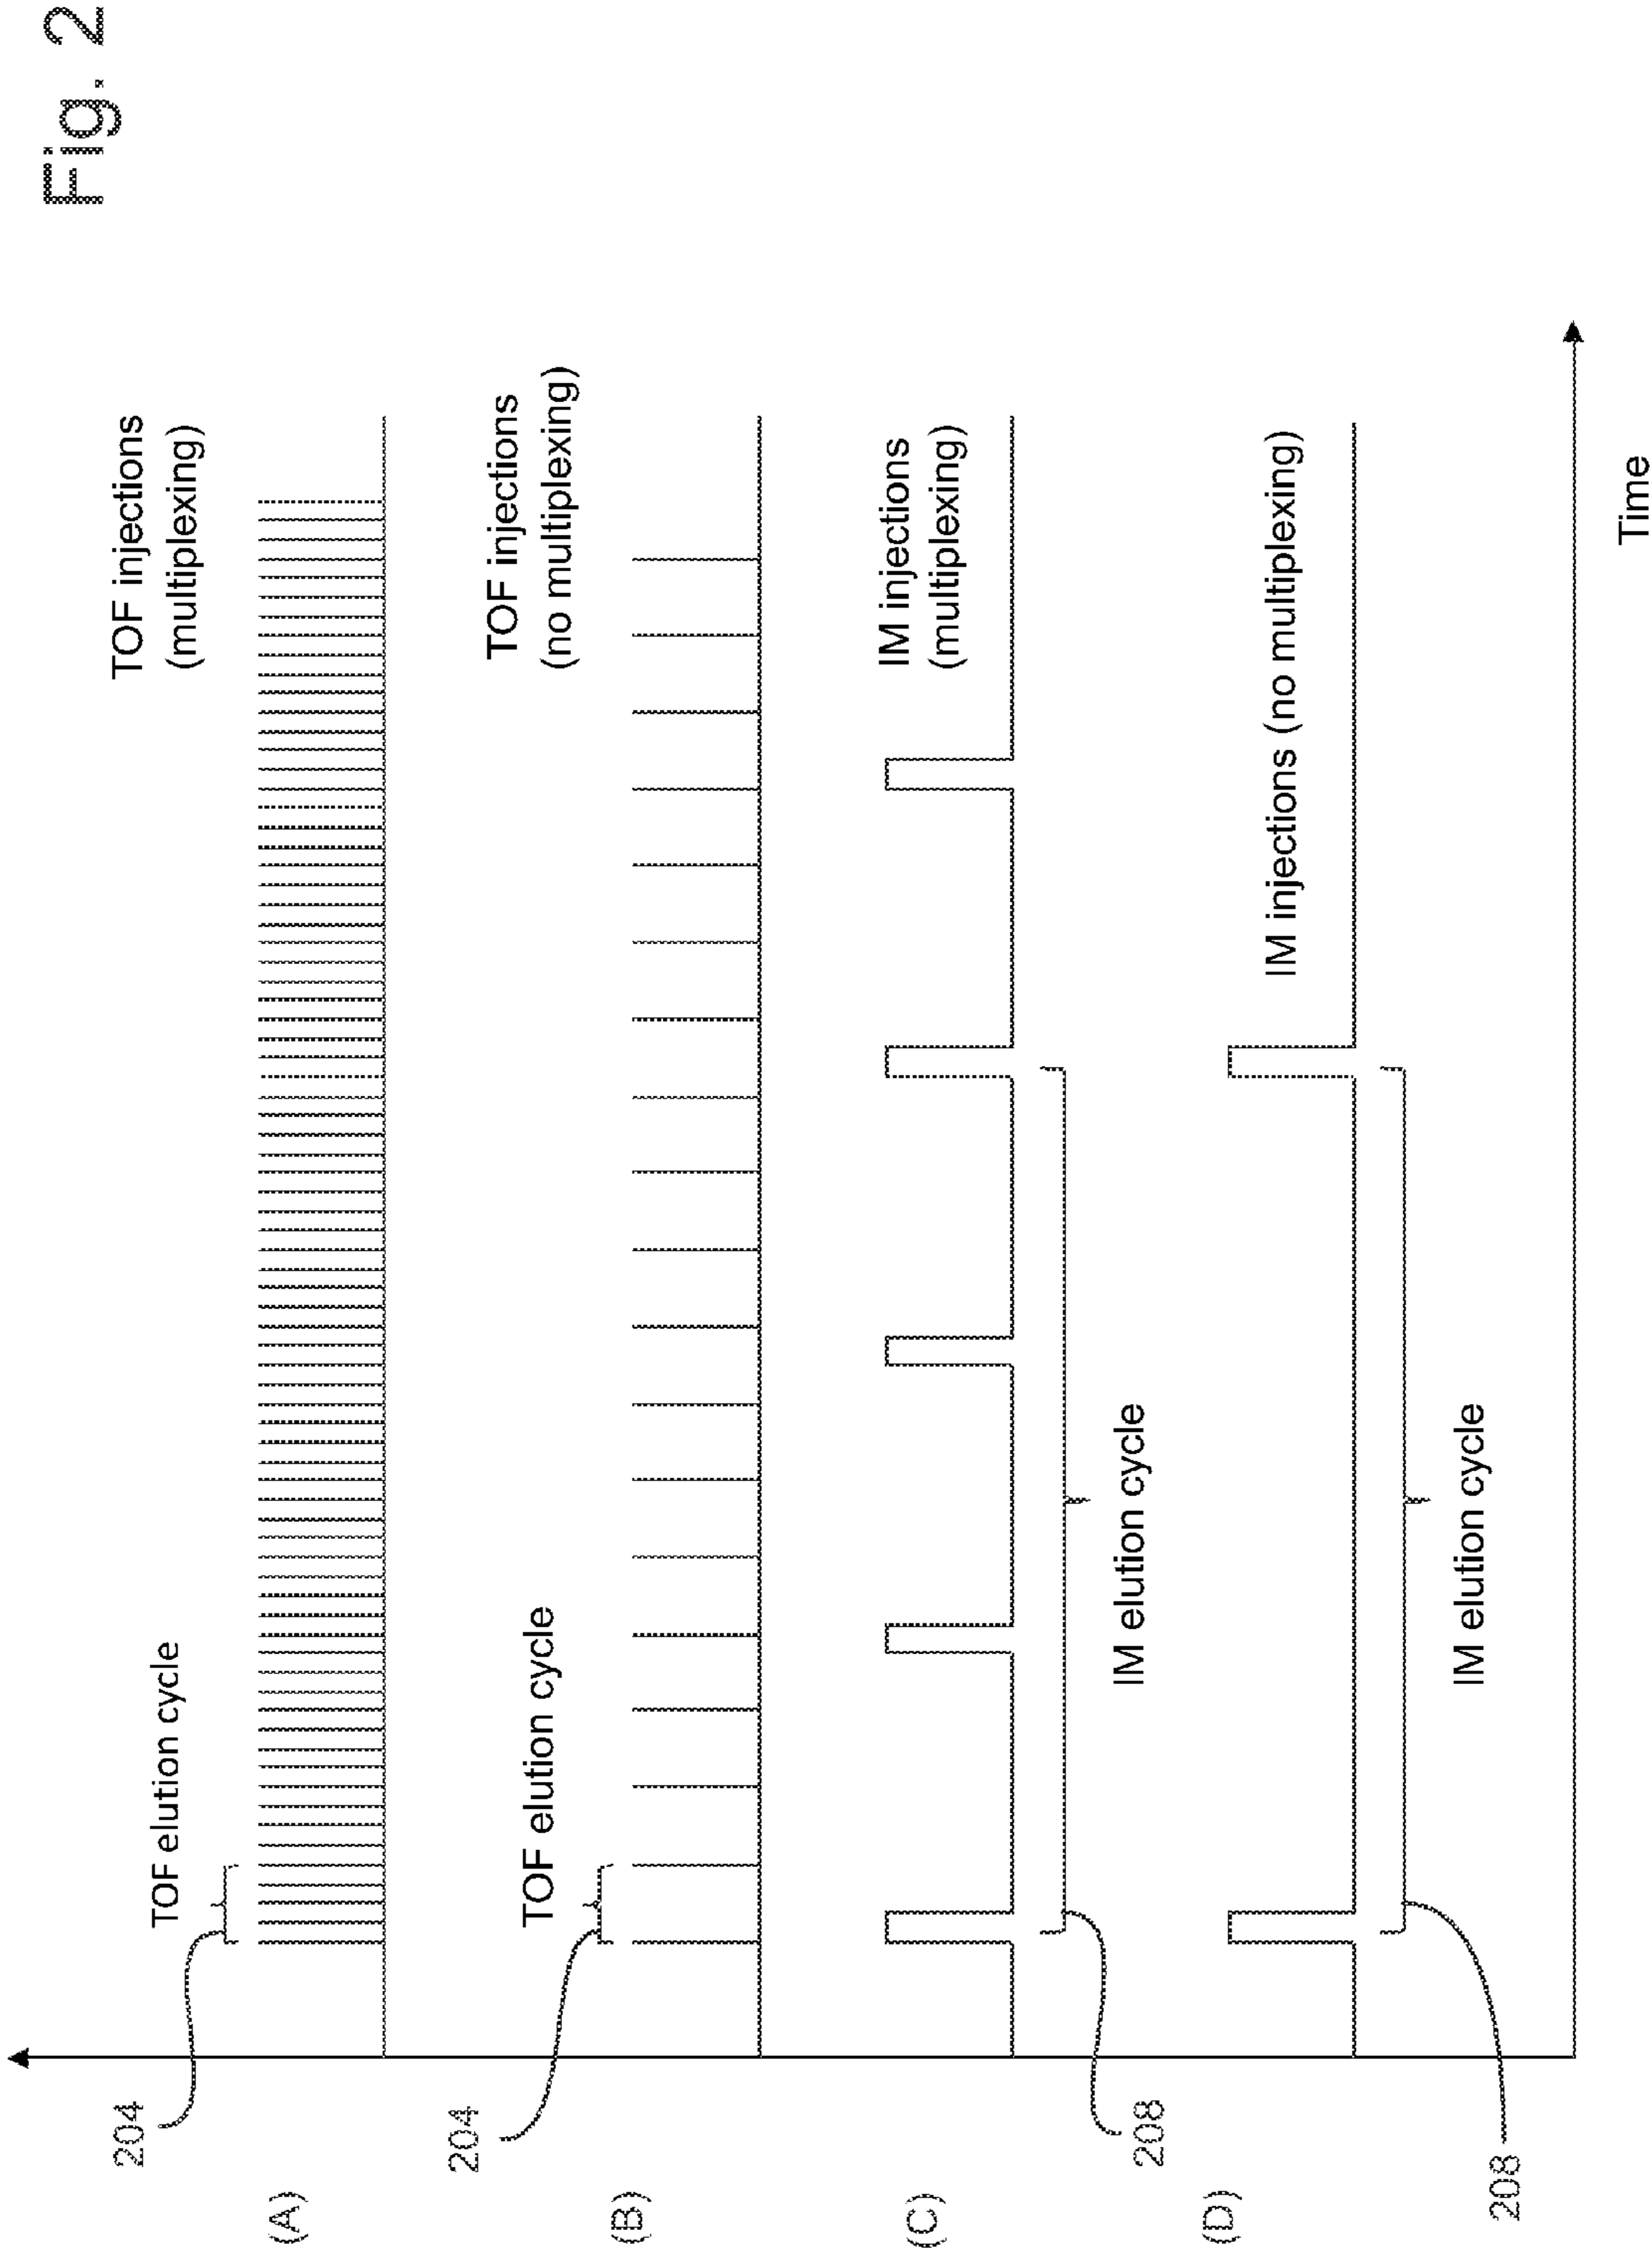 Fig. 2
(A)
204
TOF elution cycle
TOF injections
(multiplexing)
(B)
204
TOF elution cycle
TOF injections
(no multiplexing)
(C)
208
IM elution cycle
IM injections
(multiplexing)
(D)
208
IM elution cycle
IM injections (no multiplexing)
Time